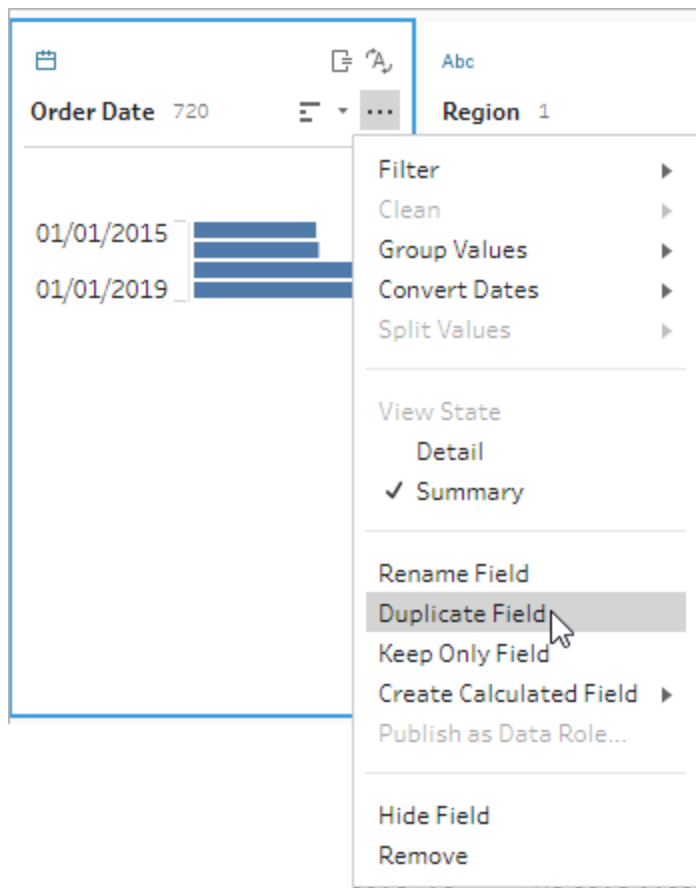 Abc
Order Date 720
Region 1
01/01/2015
01/01/2019
Filter
Clean
Group Values
Convert Dates
Split Values
View State
Detail
✓ Summary
Rename Field
Duplicate Field
Keep Only Field
Create Calculated Field
Publish as Data Role...
Hide Field
Remove